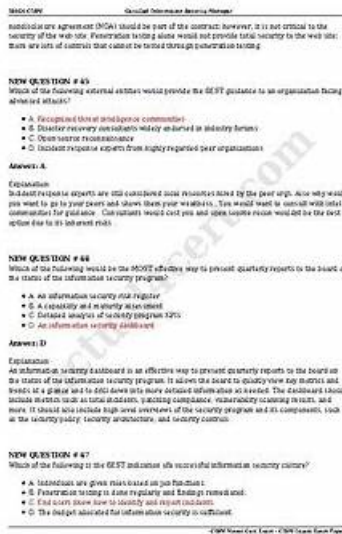 Certified Information Security Manager
nondisclosure agreement (NDA) should be part of the contract; however, it is not critical to the
security of the web site. Penetration testing alone would not provide total security to the web site;
there are lots of controls that cannot be tested through penetration testing.
NEW QUESTION # 65
Which of the following external entities would provide the BEST guidance to an organization facing
advanced attacks?
A. Recognized threat intelligence communities
B. Disaster recovery consultants widely endorsed in industry forums
C. Open source reconnaissance
D. Incident response experts from highly regarded peer organizations
Answer: A
Explanation
Incident response experts are still considered local resources hired by the peer orgs. Also why would
you want to go to your peers and shows them your weakness. You would want to consult with intel
communities for guidance. Consultants would cost you and open source recon wouldn't be the best
option due to its inherent risks
NEW QUESTION # 66
Which of the following would be the MOST effective way to present quarterly reports to the board on
the status of the information security program?
A. An information security risk register
B. A capability and maturity assessment
C. Detailed analysis of security program KPIs
D. An information security dashboard
Answer: D
Explanation
An information security dashboard is an effective way to present quarterly reports to the board on
the status of the information security program. It allows the board to quickly view key metrics and
trends at a glance and to drill down into more detailed information as needed. The dashboard should
include metrics such as total incidents, patching compliance, vulnerability scanning results, and
more. It should also include high-level overviews of the security program and its components, such
as the security policy, security architecture, and security controls.
NEW QUESTION # 67
Which of the following is the BEST indication of a successful information security culture?
A. Individuals are given roles based on job functions.
B. Penetration testing is done regularly and findings remediated.
C. End users know how to identify and report incidents.
D. The budget allocated for information security is sufficient.